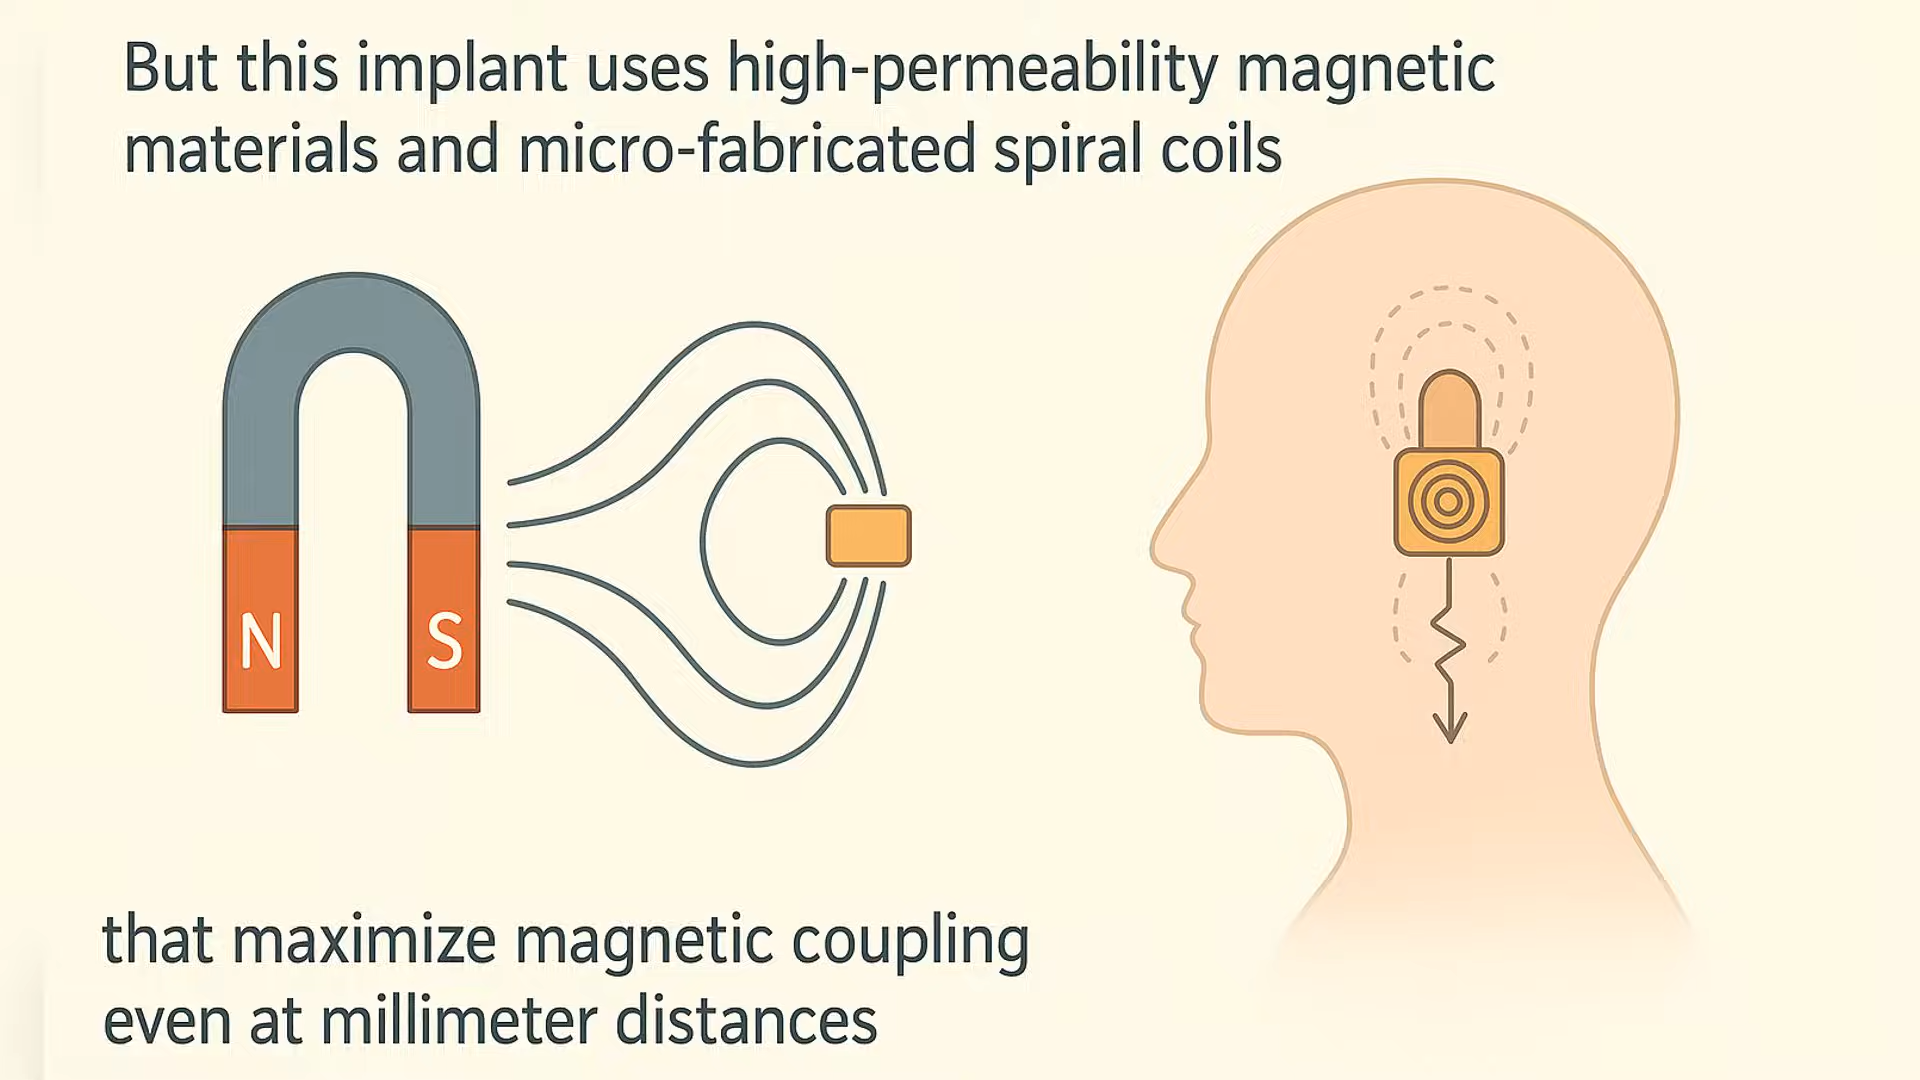 But this implant uses high-permeability magnetic
materials and micro-fabricated spiral coils
N
S
that maximize magnetic coupling
even at millimeter distances